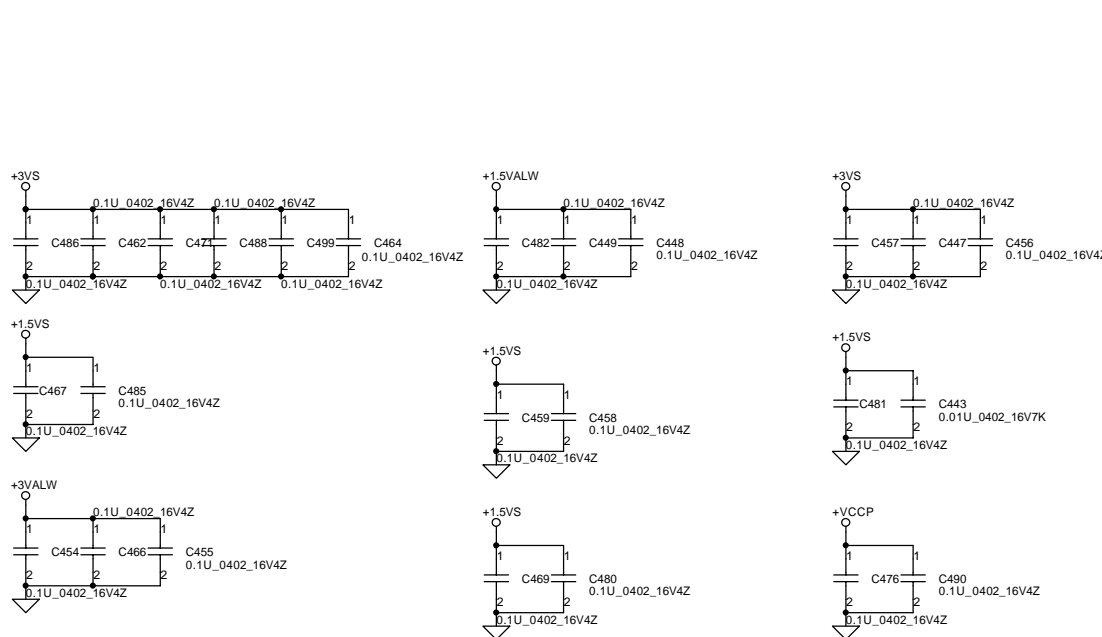 +3VS
0.1U_0402_16V4Z 0.1U_0402_16V4Z
1 1 1 1 1 1
C486 C462 C471 C488 C499 C464
0.1U_0402_16V4Z
2 2 2 2 2 2
0.1U_0402_16V4Z 0.1U_0402_16V4Z 0.1U_0402_16V4Z
+1.5VALW
0.1U_0402_16V4Z
1 1 1
C482 C449 C448
0.1U_0402_16V4Z
2 2 2
0.1U_0402_16V4Z
+3VS
0.1U_0402_16V4Z
1 1 1
C457 C447 C456
0.1U_0402_16V4Z
2 2 2
0.1U_0402_16V4Z
+1.5VS
1 1
C467 C485
0.1U_0402_16V4Z
2 2
0.1U_0402_16V4Z
+1.5VS
1 1
C459 C458
0.1U_0402_16V4Z
2 2
0.1U_0402_16V4Z
+1.5VS
1 1
C481 C443
0.01U_0402_16V7K
2 2
0.1U_0402_16V4Z
+3VALW
0.1U_0402_16V4Z
1 1 1
C454 C466 C455
0.1U_0402_16V4Z
2 2 2
0.1U_0402_16V4Z
+1.5VS
1 1
C469 C480
0.1U_0402_16V4Z
2 2
0.1U_0402_16V4Z
+VCCP
1 1
C476 C490
0.1U_0402_16V4Z
2 2
0.1U_0402_16V4Z